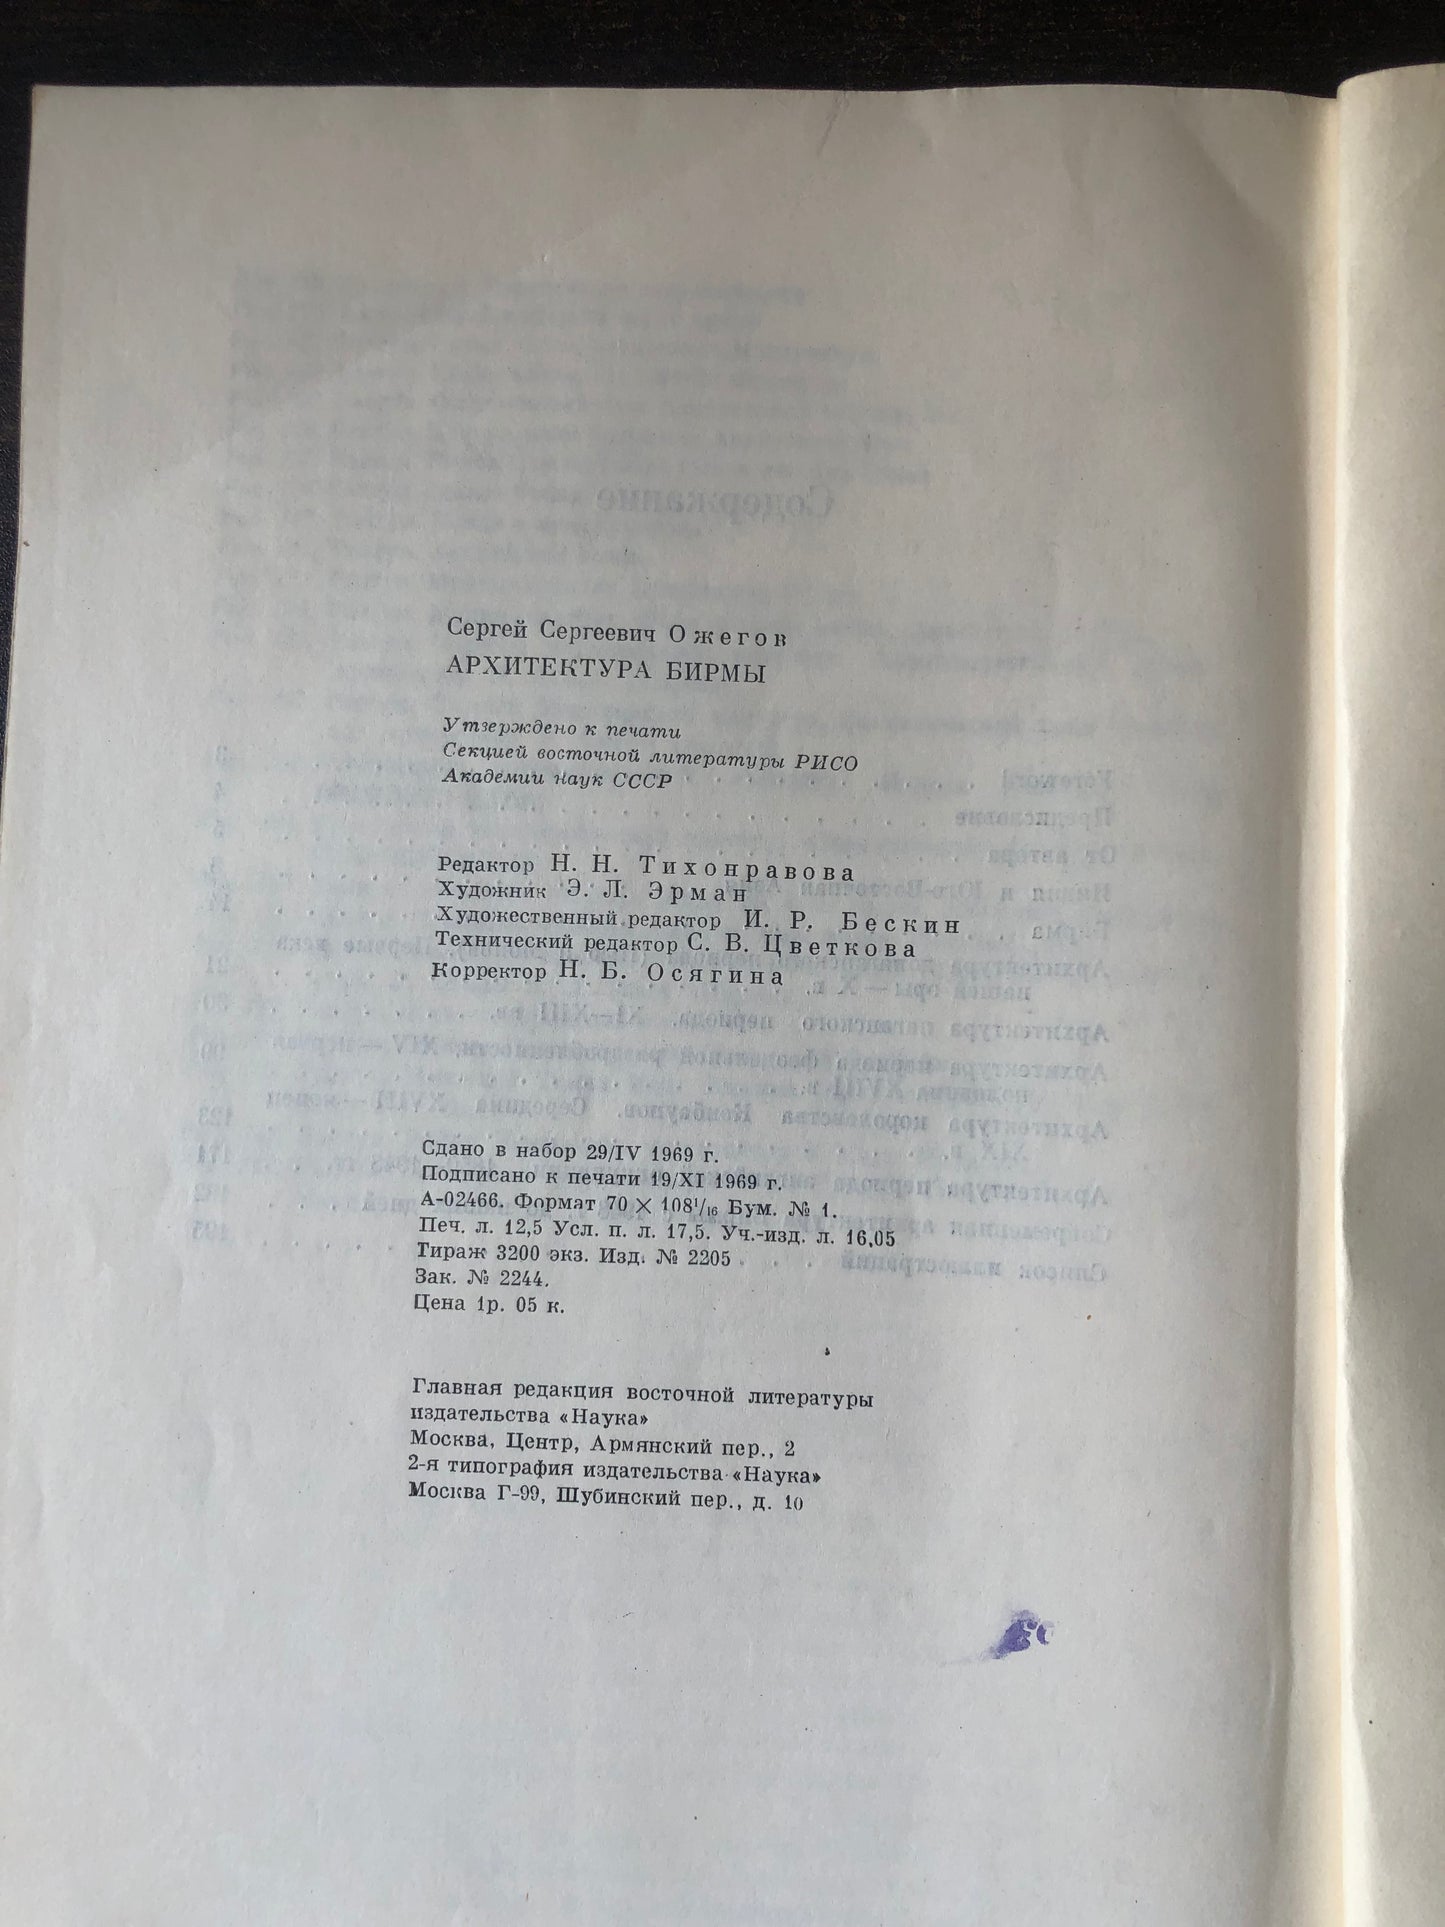 Сергей Сергеевич Ожегов
АРХИТЕКТУРА БИРМЫ
Утверждено к печати
Секцией восточной литературы РИСО
Академии наук СССР
Редактор Н. Н. Тихонравова
Художник Э. Л. Эрман
Художественный редактор И. Р. Бескин
Технический редактор С. В. Цветкова
Корректор Н. Б. Осягина
Сдано в набор 29/IV 1969 г.
Подписано к печати 19/XI 1969 г.
А-02466. Формат 70 × 108¹/₁₆ Бум. № 1.
Печ. л. 12,5 Усл. п. л. 17,5. Уч.-изд. л. 16,05
Тираж 3200 экз. Изд. № 2205
Зак. № 2244.
Цена 1р. 05 к.
Главная редакция восточной литературы
издательства «Наука»
Москва, Центр, Армянский пер., 2
2-я типография издательства «Наука»
Москва Г-99, Шубинский пер., д. 10